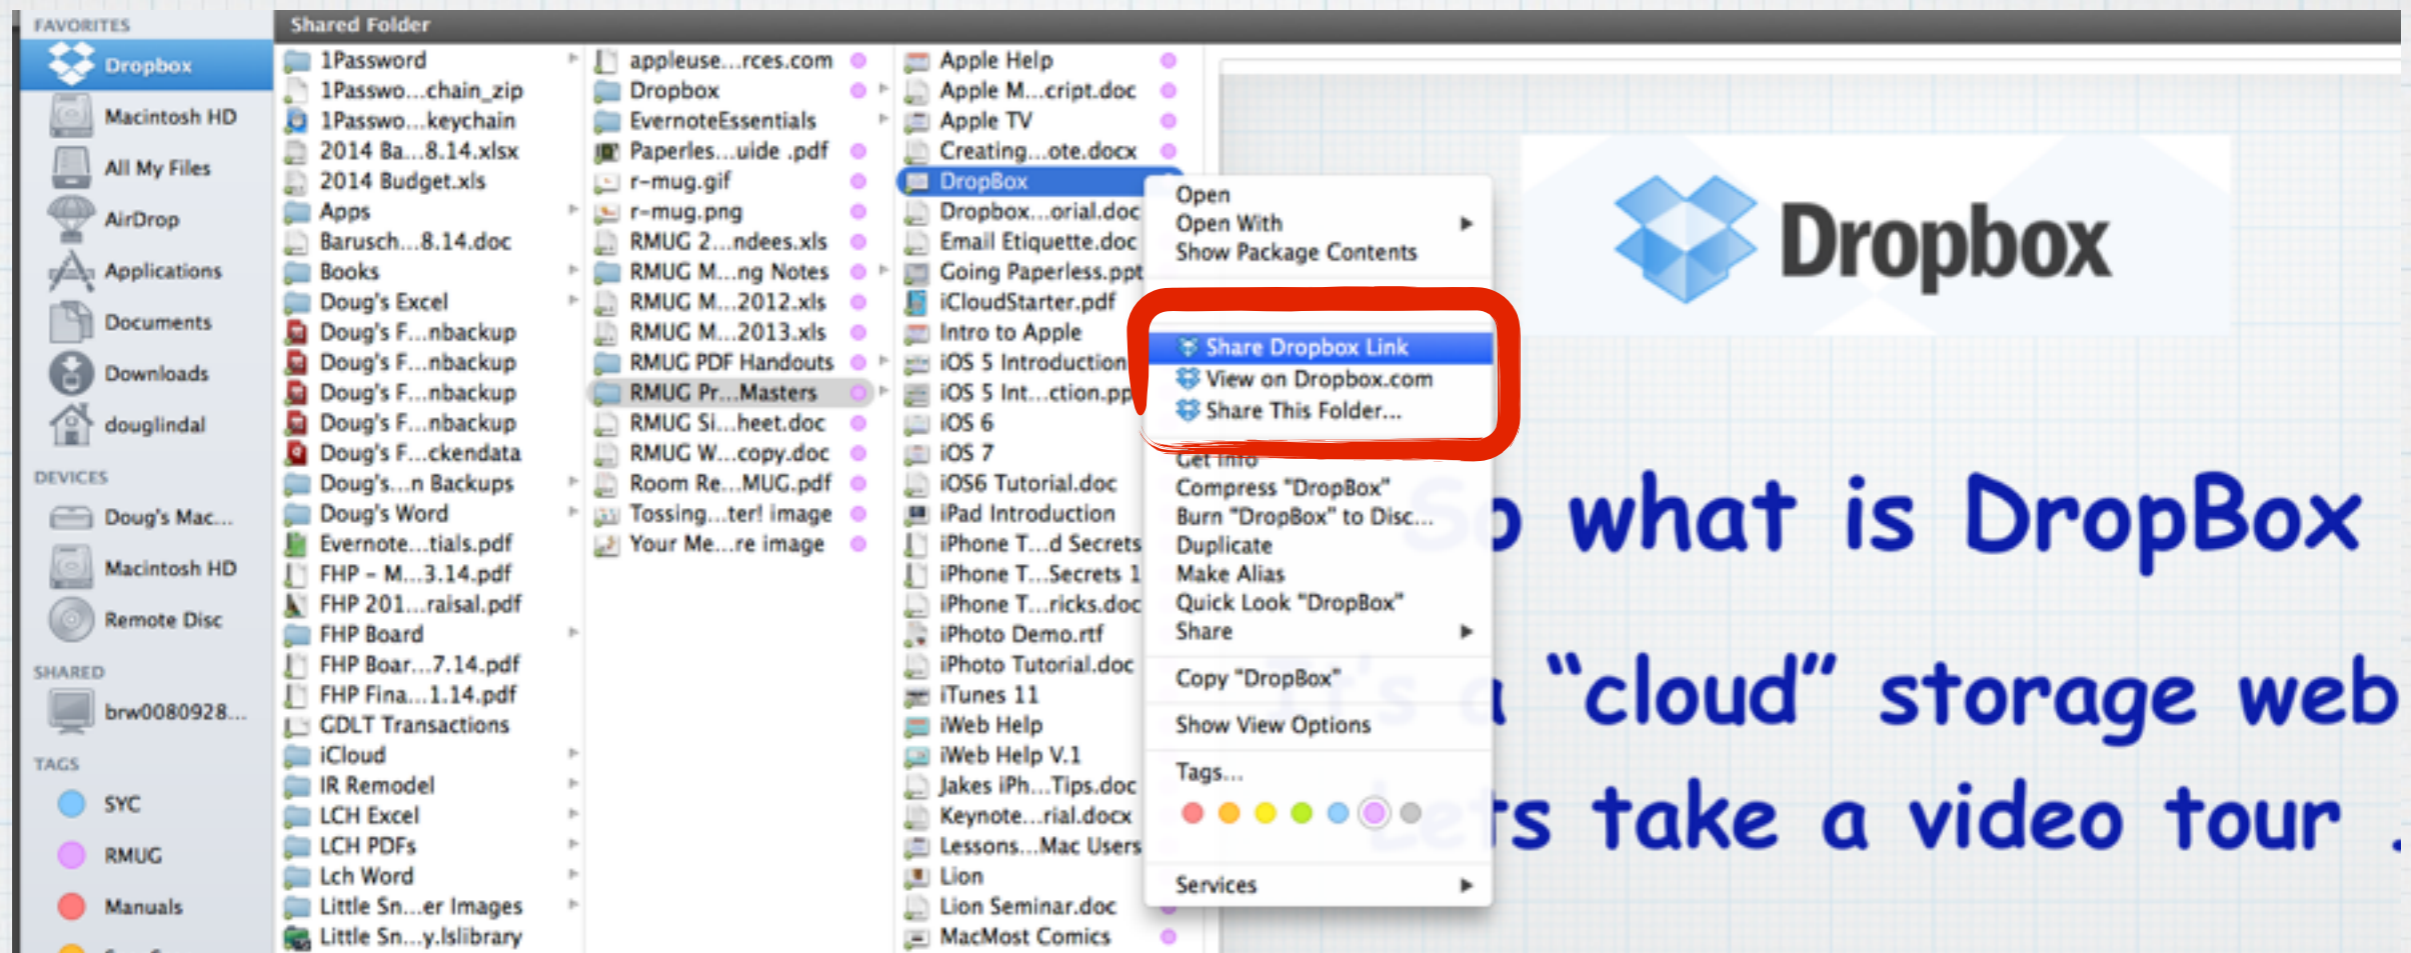 FAVORITES
Dropbox
Macintosh HD
All My Files
AirDrop
Applications
Documents
Downloads
douglindal
DEVICES
Doug's Mac...
Macintosh HD
Remote Disc
SHARED
brw0080928...
TAGS
SYC
RMUG
Manuals
Shared Folder
1Password
1Passwo...chain_zip
1Passwo...keychain
2014 Ba...8.14.xlsx
2014 Budget.xls
Apps
Barusch...8.14.doc
Books
Doug's Excel
Doug's F...nbackup
Doug's F...nbackup
Doug's F...nbackup
Doug's F...nbackup
Doug's F...ckendata
Doug's...n Backups
Doug's Word
Evernote...tials.pdf
FHP - M...3.14.pdf
FHP 201...raisal.pdf
FHP Board
FHP Boar...7.14.pdf
FHP Fina...1.14.pdf
GDLT Transactions
iCloud
IR Remodel
LCH Excel
LCH PDFs
Lch Word
Little Sn...er Images
Little Sn...y.lslibrary
appleuse...rces.com
Dropbox
EvernoteEssentials
Paperles...uide .pdf
r-mug.gif
r-mug.png
RMUG 2...ndees.xls
RMUG M...ng Notes
RMUG M...2012.xls
RMUG M...2013.xls
RMUG PDF Handouts
RMUG Pr...Masters
RMUG Si...heet.doc
RMUG W...copy.doc
Room Re...MUG.pdf
Tossing...ter! image
Your Me...re image
Apple Help
Apple M...cript.doc
Apple TV
Creating...ote.docx
DropBox
Dropbox...orial.doc
Email Etiquette.doc
Going Paperless.ppt
iCloudStarter.pdf
Intro to Apple
iOS 5 Introduction
iOS 5 Int...ction.pp
iOS 6
iOS 7
iOS6 Tutorial.doc
iPad Introduction
iPhone T...d Secrets
iPhone T...Secrets 1
iPhone T...ricks.doc
iPhoto Demo.rtf
iPhoto Tutorial.doc
iTunes 11
iWeb Help
iWeb Help V.1
Jakes iPh...Tips.doc
Keynote...rial.docx
Lessons...Mac Users
Lion
Lion Seminar.doc
MacMost Comics
Open
Open With
Show Package Contents
Share Dropbox Link
View on Dropbox.com
Share This Folder...
Get Info
Compress "DropBox"
Burn "DropBox" to Disc...
Duplicate
Make Alias
Quick Look "DropBox"
Share
Copy "DropBox"
Show View Options
Tags...
Services
Dropbox
So what is DropBox
It's a “cloud” storage web
Lets take a video tour .